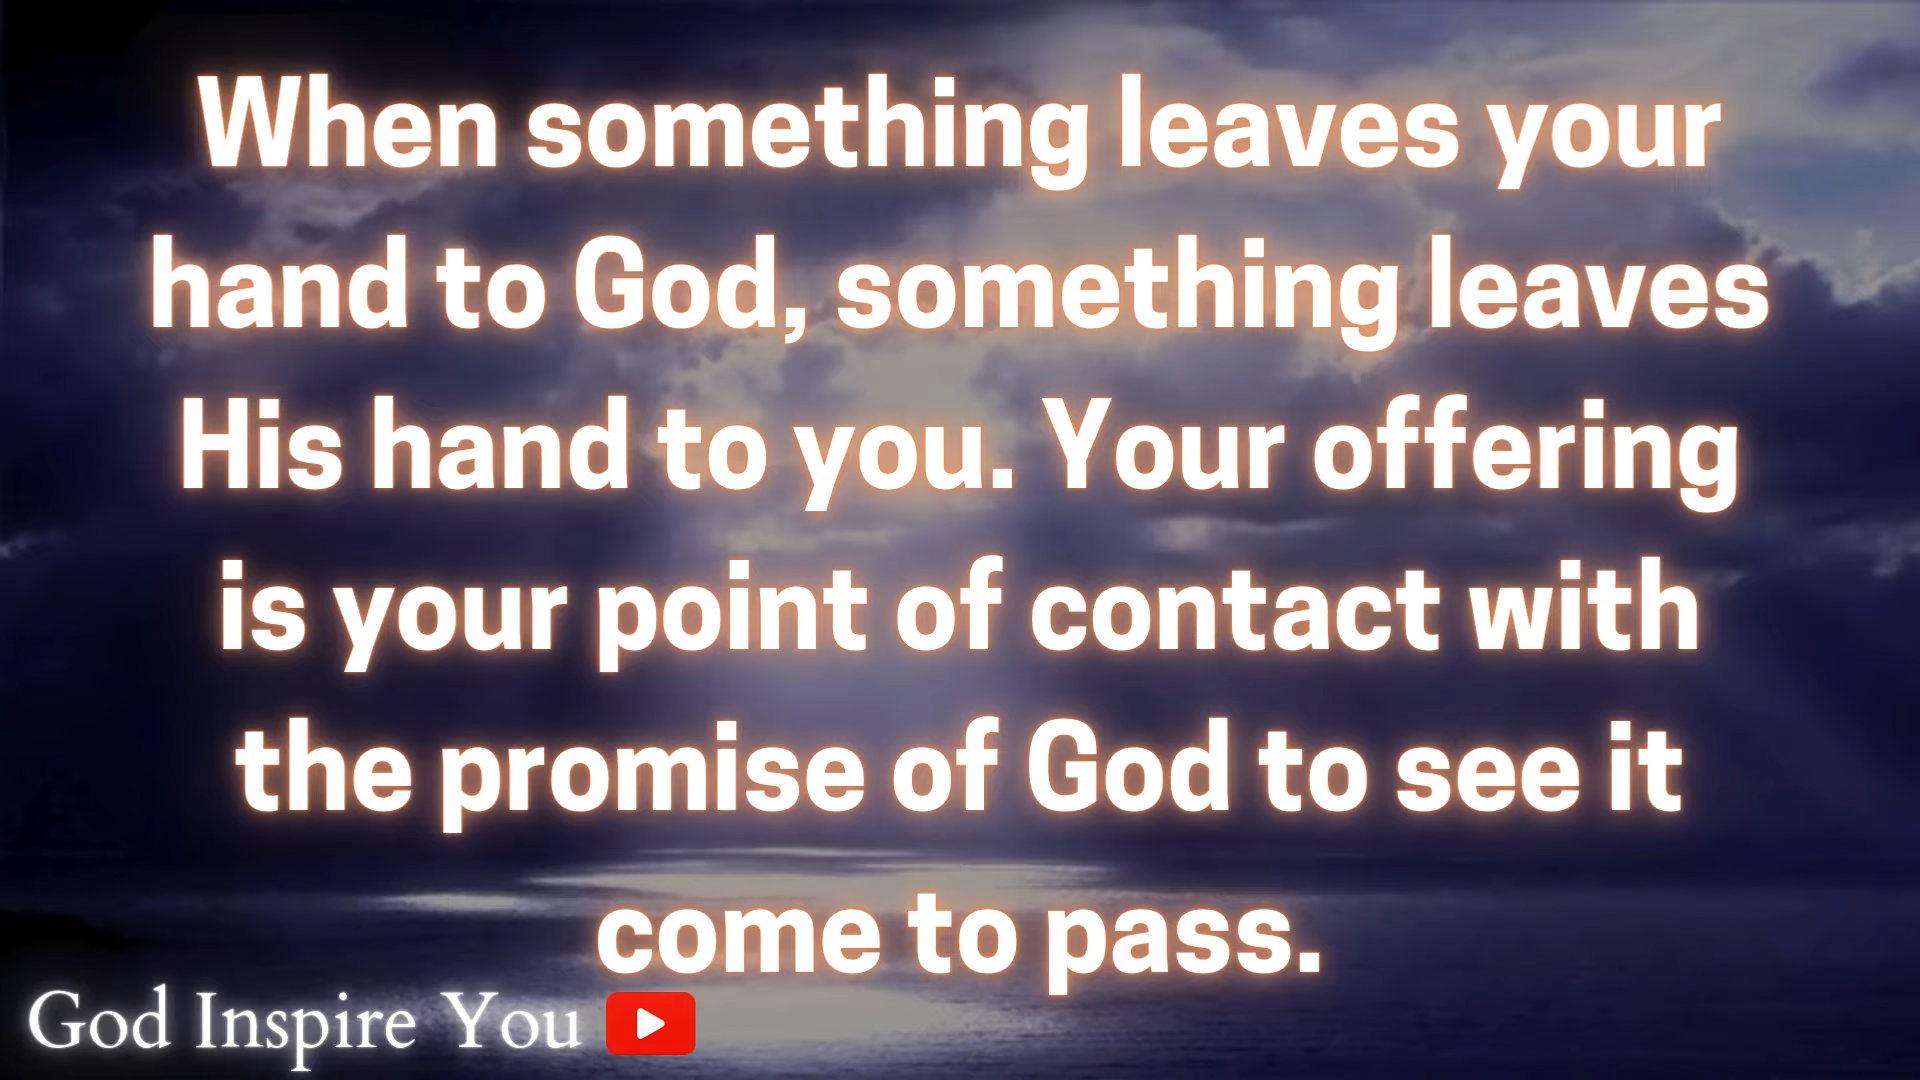 When something leaves your
hand to God, something leaves
His hand to you. Your offering
is your point of contact with
the promise of God to see it
come to pass.
God Inspire You